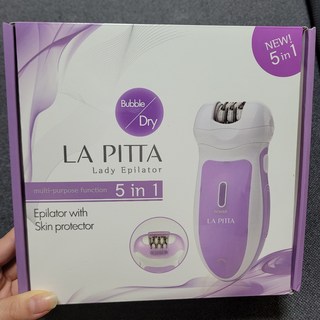 NEW!
5 in 1
Bubble
Dry
LA PITTA
Lady Epilator
multi-purpose function 5 in 1
Epilator with
Skin protector
LA PITTA